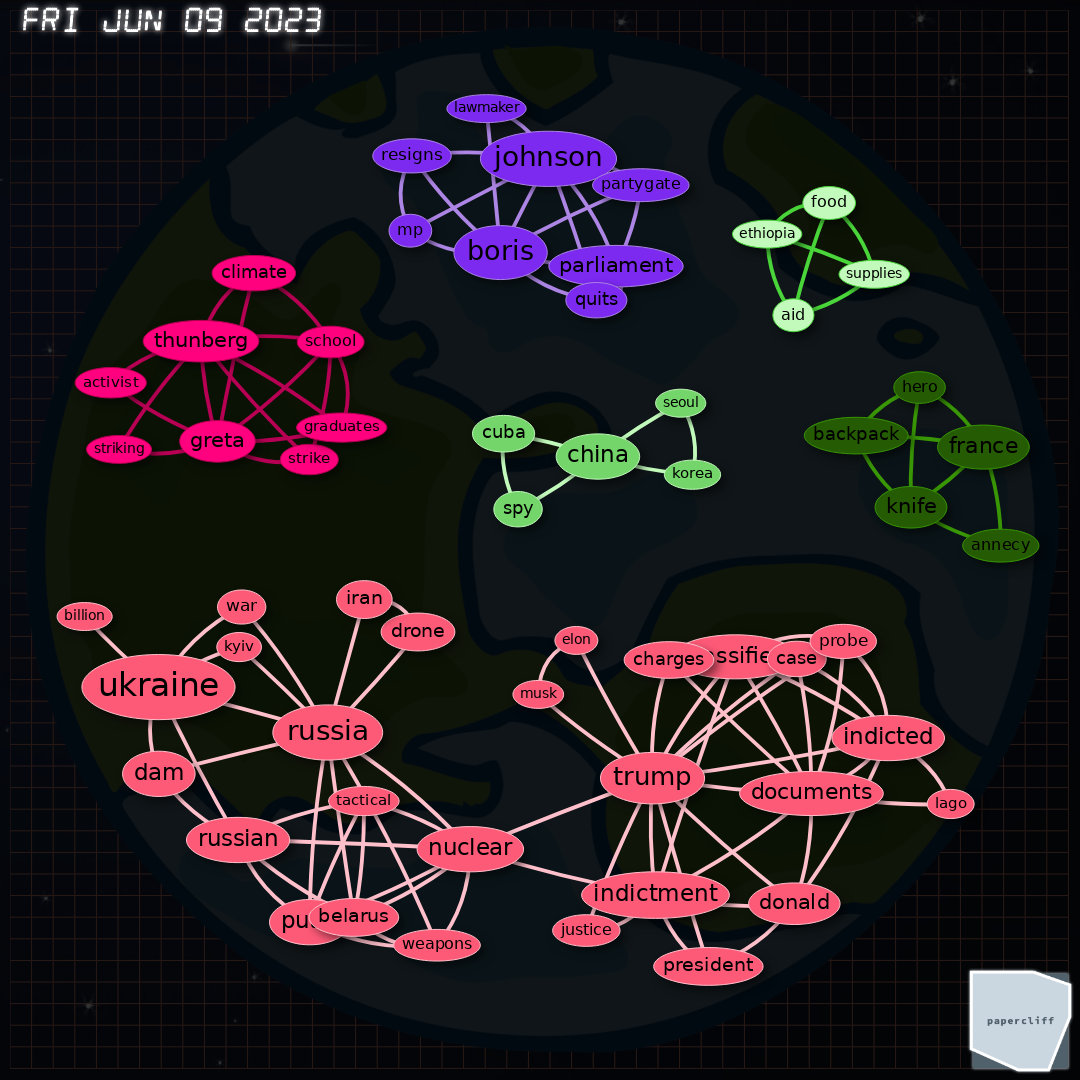 FRI JUN 09 2023
lawmaker
resigns
johnson
partygate
mp
boris
parliament
quits
food
ethiopia
supplies
aid
climate
thunberg
school
activist
graduates
greta
striking
strike
cuba
china
seoul
korea
spy
hero
backpack
france
knife
annecy
billion
war
kyiv
ukraine
iran
drone
russia
dam
tactical
russian
nuclear
belarus
weapons
elon
musk
charges
case
probe
indicted
trump
documents
lago
indictment
donald
justice
president
papercliff